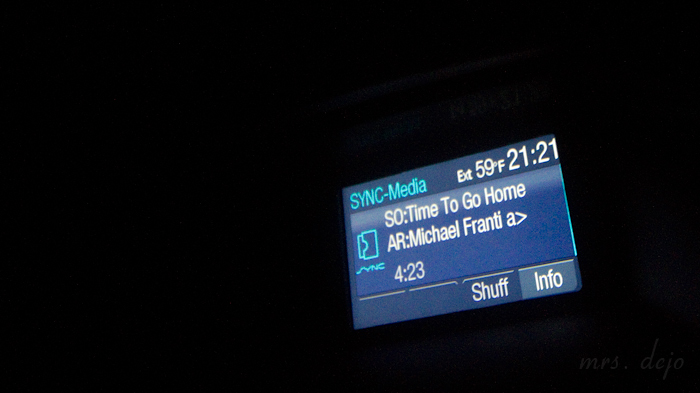 SYNC-Media Ext 59°F 21:21
SO:Time To Go Home
AR:Michael Franti a>
SYNC 4:23
Shuff Info
mrs. dejo